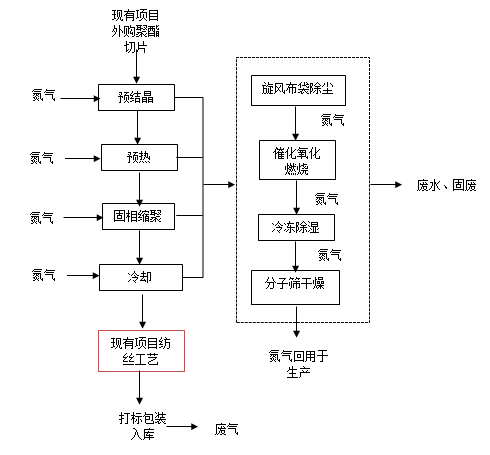 现有项目
外购聚酯
切片
氮气
预结晶
氮气
预热
氮气
固相缩聚
氮气
冷却
现有项目纺
丝工艺
打标包装
入库
废气
旋风布袋除尘
氮气
催化氧化
燃烧
氮气
冷冻除湿
氮气
分子筛干燥
氮气回用于
生产
废水、固废